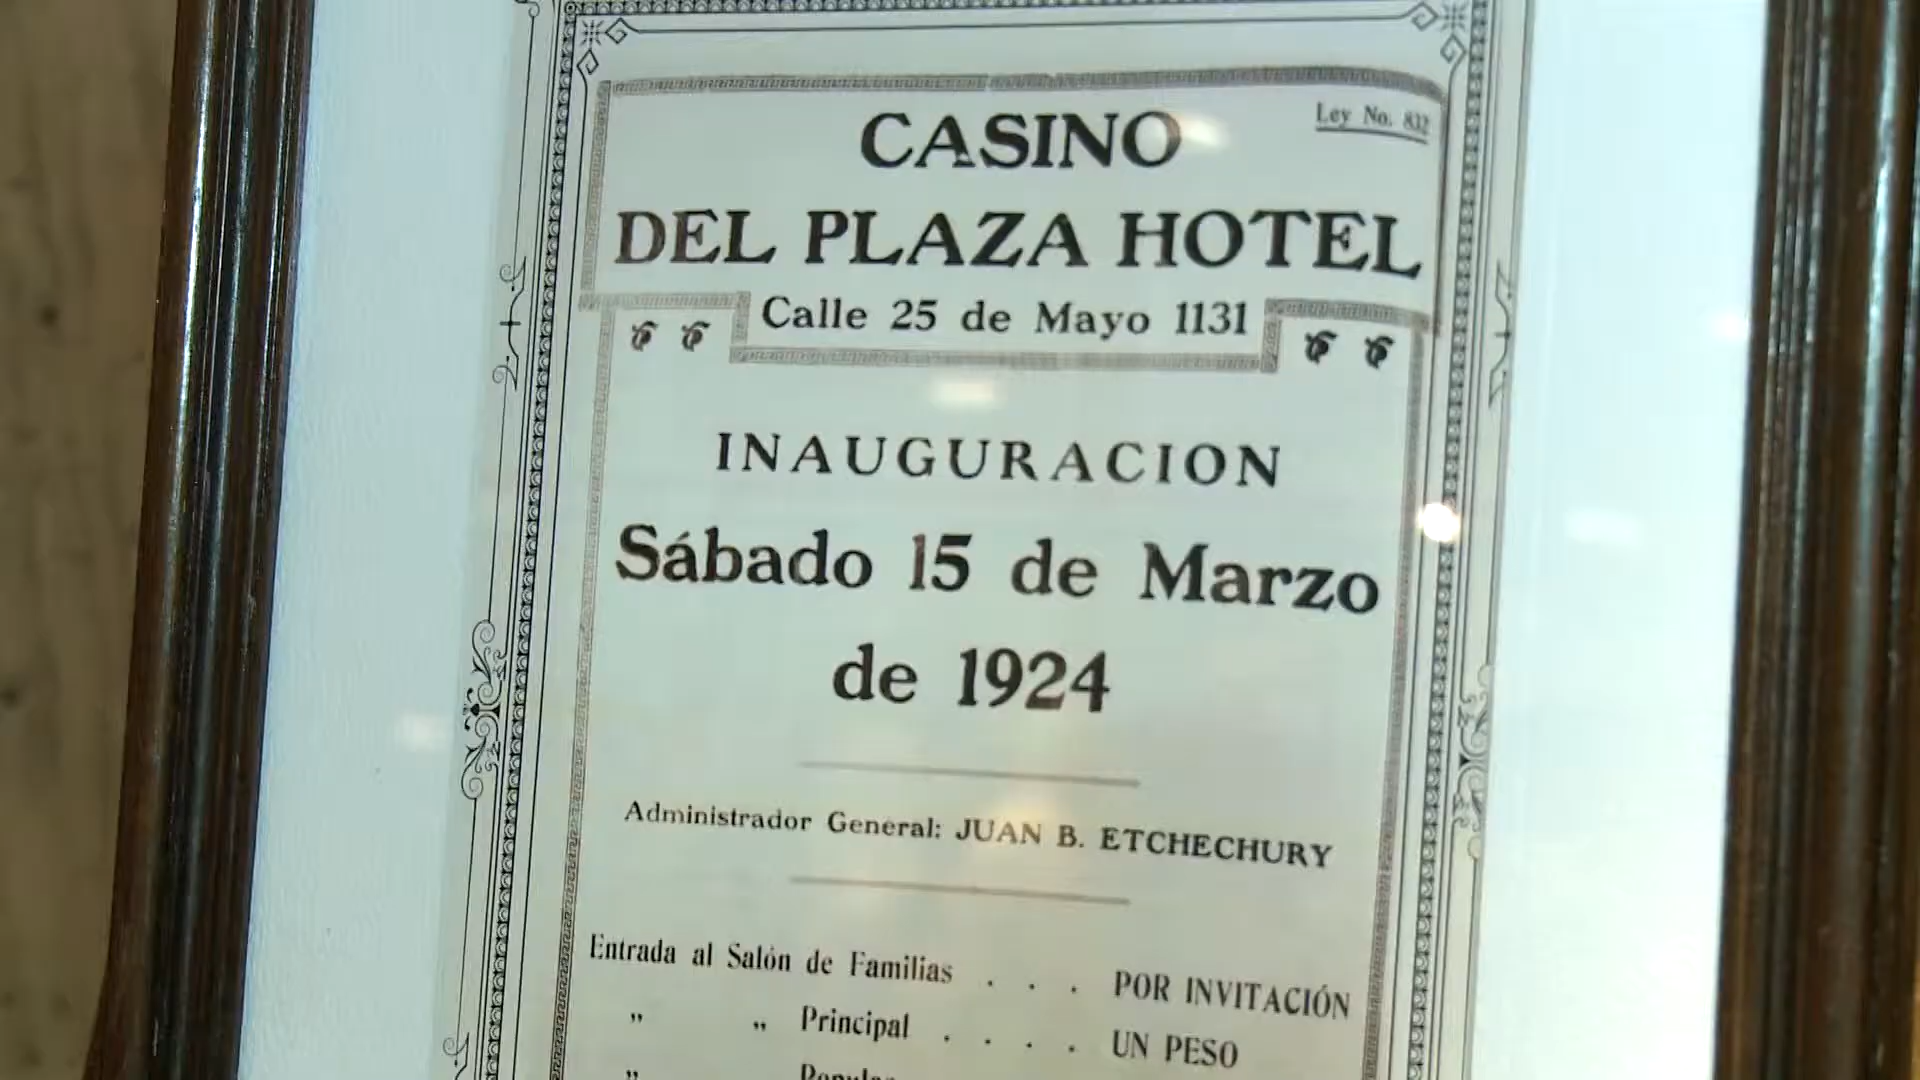 Ley No. 832
CASINO
DEL PLAZA HOTEL
Calle 25 de Mayo 1131
INAUGURACION
Sábado 15 de Marzo
de 1924
Administrador General: JUAN B. ETCHECHURY
Entrada al Salón de Familias . . . POR INVITACIÓN
" " Principal . . . . UN PESO
" Popular